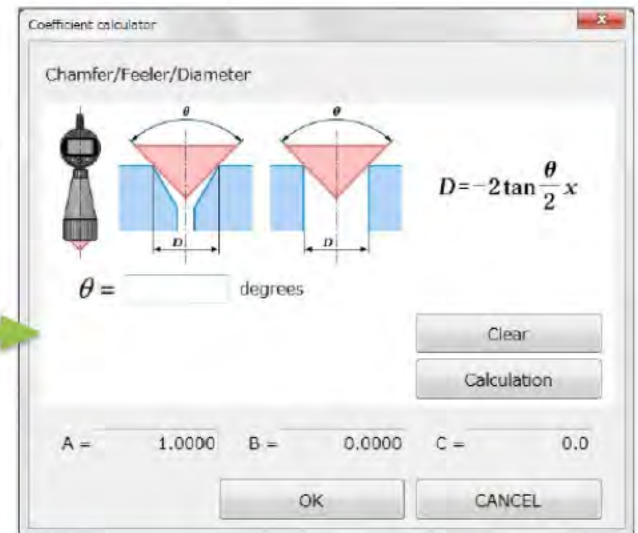 Coefficient calculator
Chamfer/Feeler/Diameter
θ θ
D=-2tan θ/2 x
D D
θ = degrees
Clear
Calculation
A = 1.0000 B = 0.0000 C = 0.0
OK CANCEL